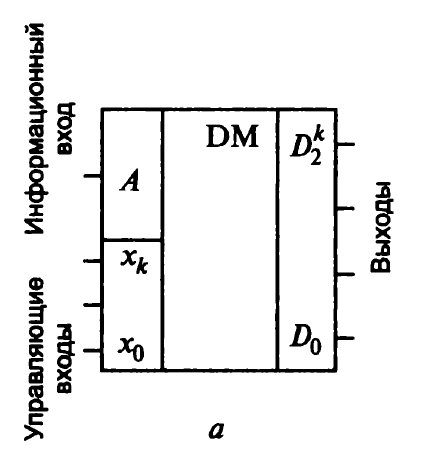 Информационный
вход
Управляющие
входы
A
x_k
x_0
DM
D_2^k
D_0
Выходы
а